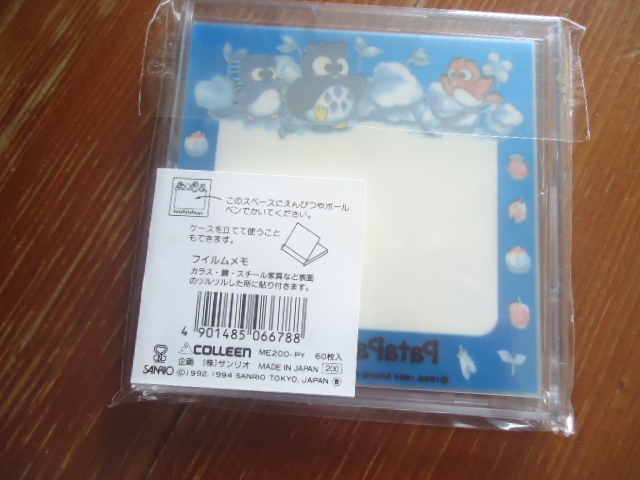 このスペースにえんぴつやボール
ペンでかいてください。
ケースを立てて使うこと
もできます。
フイルムメモ
ガラス・鏡・スチール家具など表面
のツルツルした所に貼り付きます。
4 901485 066788
COLLEEN ME200-PY 60枚入
SANRIO 企画 (株)サンリオ MADE IN JAPAN 200
©1992, 1994 SANRIO TOKYO, JAPAN B
PataPa
©1992, 1994 SANRIO